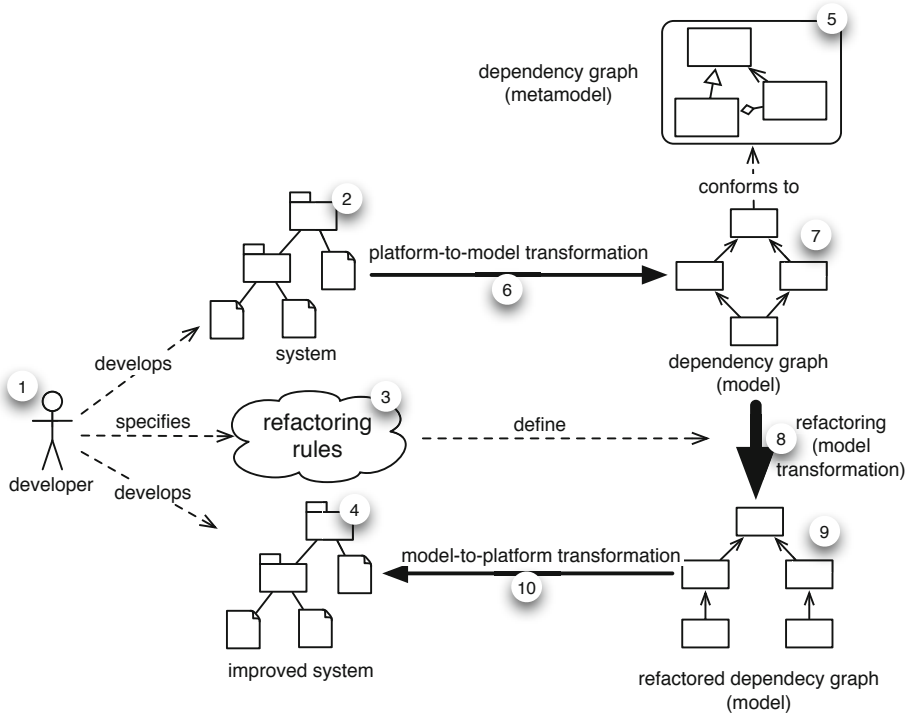 5
dependency graph
(metamodel)
conforms to
2
7
platform-to-model transformation
6
system
dependency graph
(model)
develops
1
3
specifies
refactoring
rules
define
8
refactoring
(model
transformation)
developer
develops
4
9
model-to-platform transformation
10
improved system
refactored dependecy graph
(model)